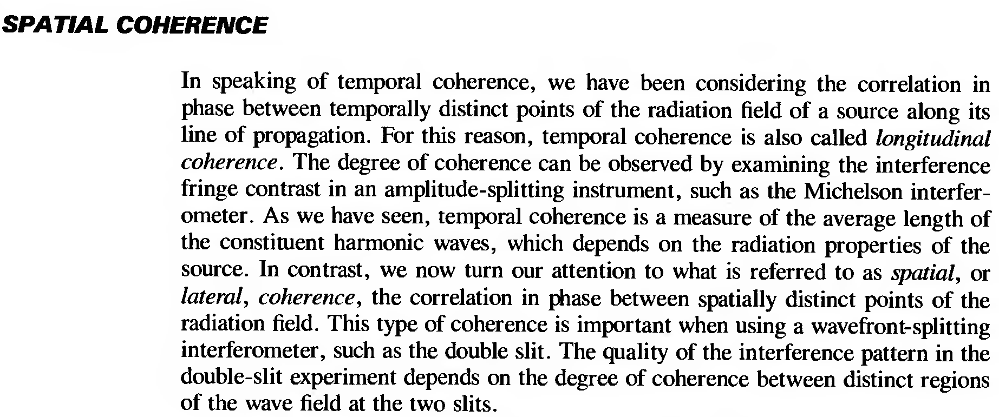 SPATIAL COHERENCE
In speaking of temporal coherence, we have been considering the correlation in
phase between temporally distinct points of the radiation field of a source along its
line of propagation. For this reason, temporal coherence is also called longitudinal
coherence. The degree of coherence can be observed by examining the interference
fringe contrast in an amplitude-splitting instrument, such as the Michelson interfer-
ometer. As we have seen, temporal coherence is a measure of the average length of
the constituent harmonic waves, which depends on the radiation properties of the
source. In contrast, we now turn our attention to what is referred to as spatial, or
lateral, coherence, the correlation in phase between spatially distinct points of the
radiation field. This type of coherence is important when using a wavefront-splitting
interferometer, such as the double slit. The quality of the interference pattern in the
double-slit experiment depends on the degree of coherence between distinct regions
of the wave field at the two slits.